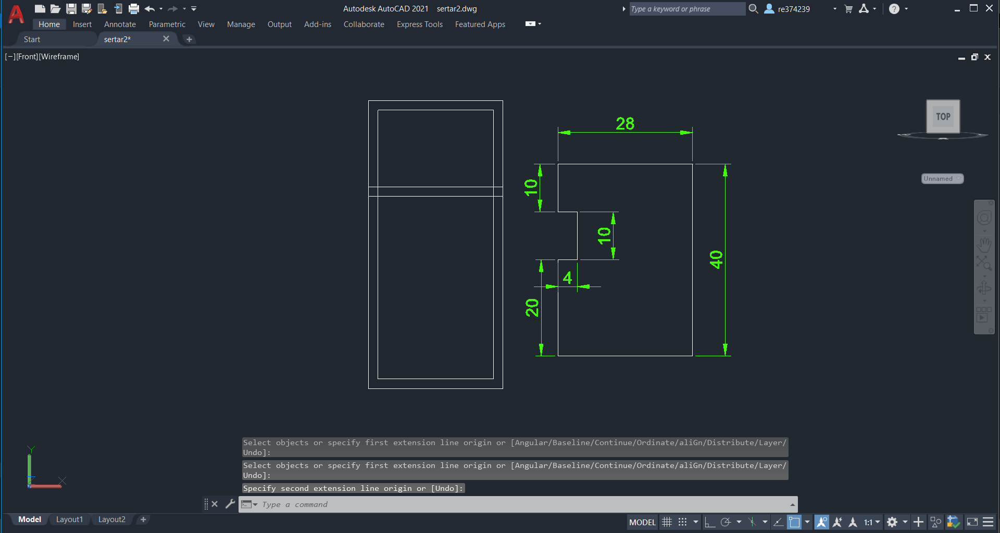 Autodesk AutoCAD 2021 sertar2.dwg
Type a keyword or phrase
re374239
Home Insert Annotate Parametric View Manage Output Add-ins Collaborate Express Tools Featured Apps
Start
sertar2*
[−][Front][Wireframe]
TOP
28
Unnamed
10
10
40
4
20
Y
X
Select objects or specify first extension line origin or [Angular/Baseline/Continue/Ordinate/aliGn/Distribute/Layer/
Undo]:
Select objects or specify first extension line origin or [Angular/Baseline/Continue/Ordinate/aliGn/Distribute/Layer/
Undo]:
Specify second extension line origin or [Undo]:
Type a command
Model Layout1 Layout2
MODEL
1:1